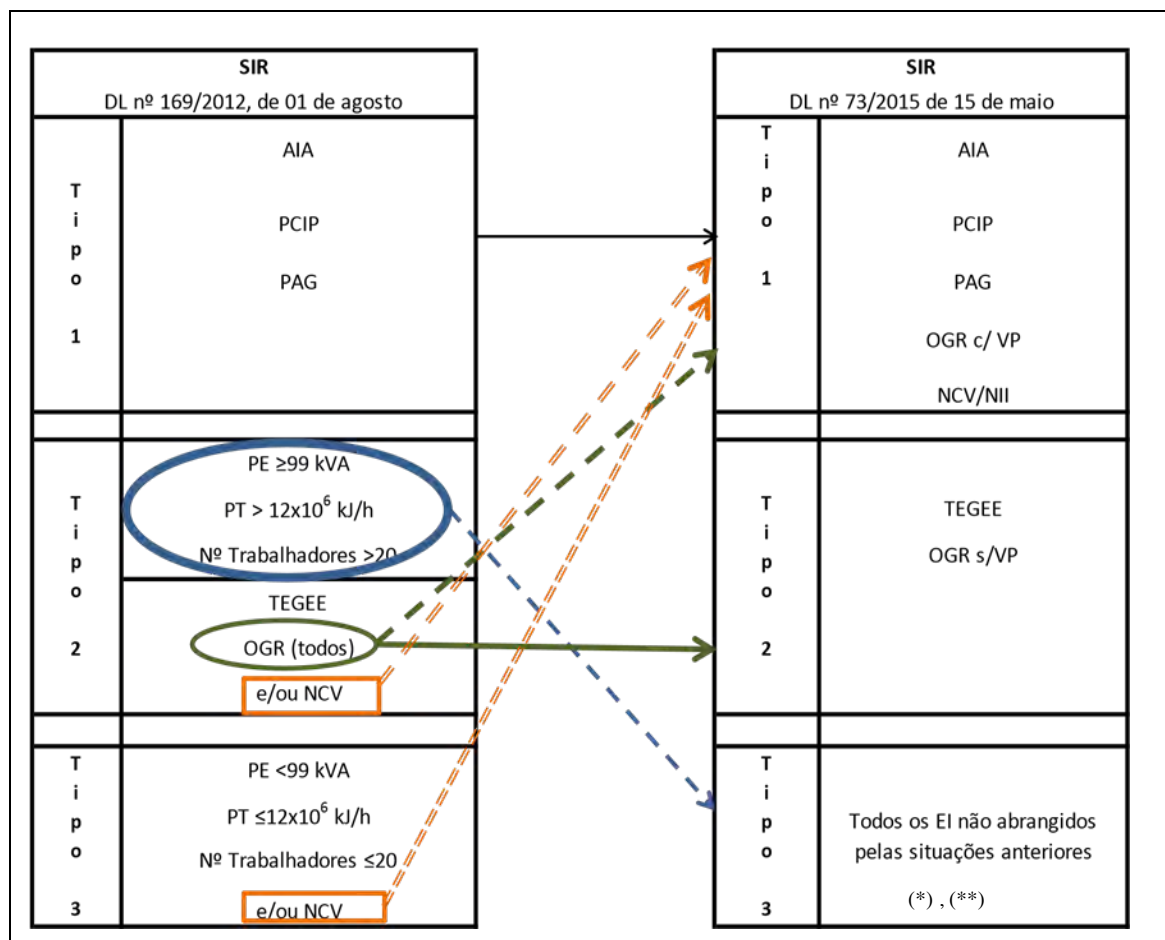 SIR
DL nº 169/2012, de 01 de agosto
Tipo 1
AIA
PCIP
PAG
Tipo 2
PE ≥99 kVA
PT > 12x10⁶ kJ/h
Nº Trabalhadores >20
TEGEE
OGR (todos)
e/ou NCV
Tipo 3
PE <99 kVA
PT ≤12x10⁶ kJ/h
Nº Trabalhadores ≤20
e/ou NCV
SIR
DL nº 73/2015 de 15 de maio
Tipo 1
AIA
PCIP
PAG
OGR c/ VP
NCV/NII
Tipo 2
TEGEE
OGR s/VP
Tipo 3
Todos os EI não abrangidos
pelas situações anteriores
(*) , (**)